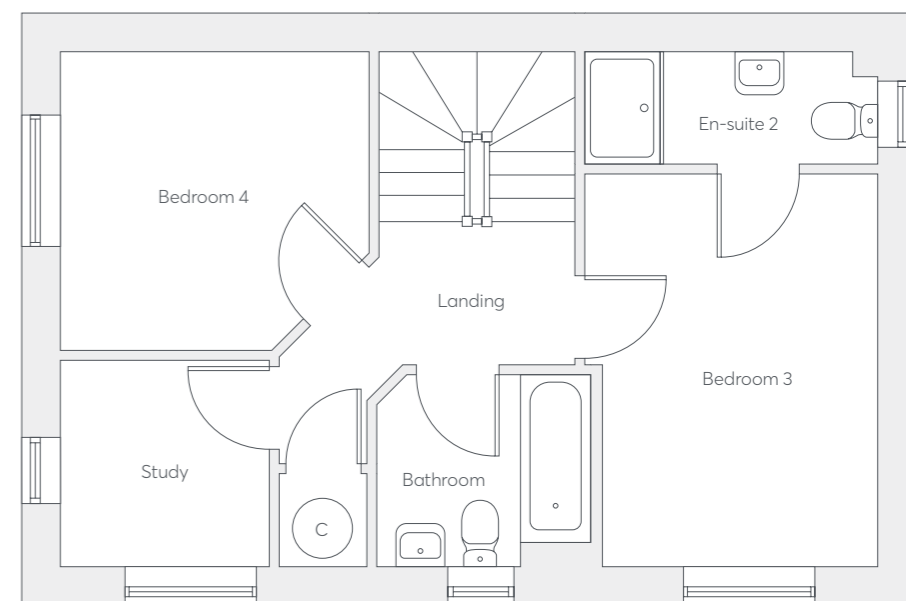 En-suite 2
Bedroom 4
Landing
Bedroom 3
Study
Bathroom
C